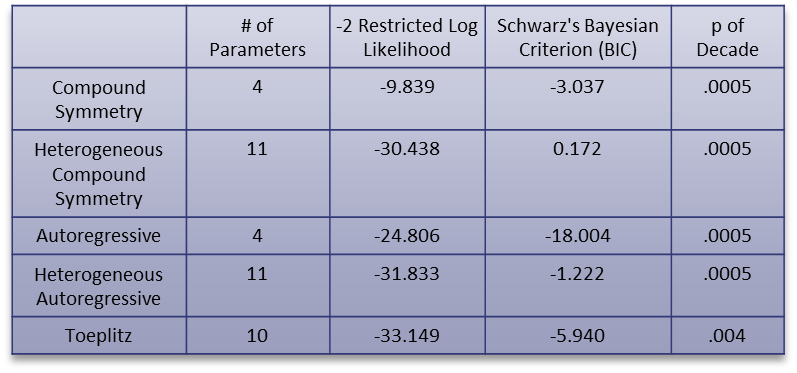 # of Parameters -2 Restricted Log Likelihood Schwarz's Bayesian Criterion (BIC) p of Decade
Compound Symmetry 4 -9.839 -3.037 .0005
Heterogeneous Compound Symmetry 11 -30.438 0.172 .0005
Autoregressive 4 -24.806 -18.004 .0005
Heterogeneous Autoregressive 11 -31.833 -1.222 .0005
Toeplitz 10 -33.149 -5.940 .004